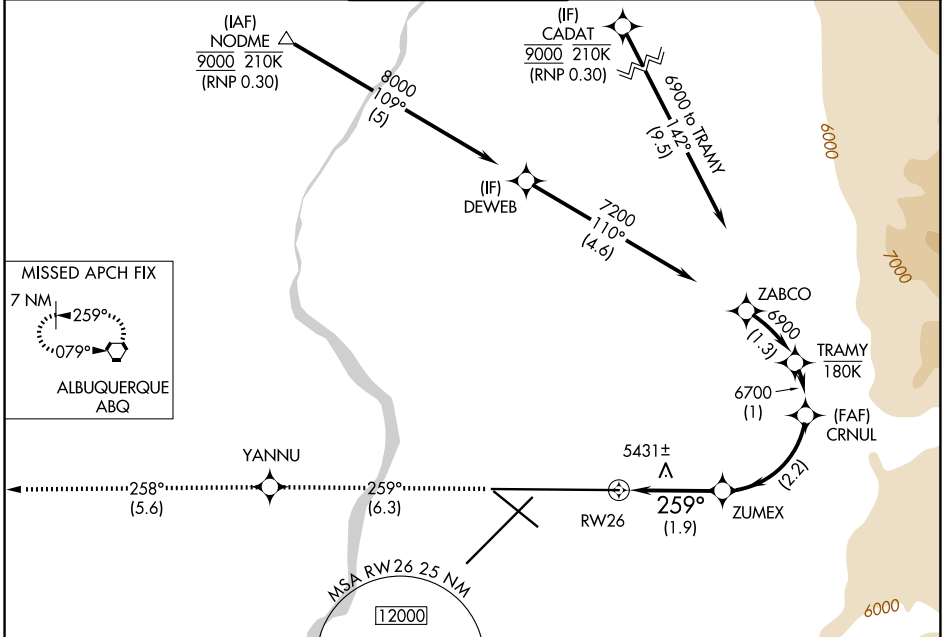 (IAF)
NODME
9000 210K
(RNP 0.30)
8000
109°
(5)
(IF)
CADAT
9000 210K
(RNP 0.30)
6900 to TRAMY
142°
(9.5)
6000
(IF)
DEWEB
7200
110°
(4.6)
7000
MISSED APCH FIX
7 NM
259°
079°
ALBUQUERQUE
ABQ
ZABCO
6900
(1.3)
TRAMY
180K
6700
(1)
(FAF)
CRNUL
(2.2)
5431±
YANNU
258°
(5.6)
259°
(6.3)
RW26
259°
(1.9)
ZUMEX
MSA RW26 25 NM
12000
6000